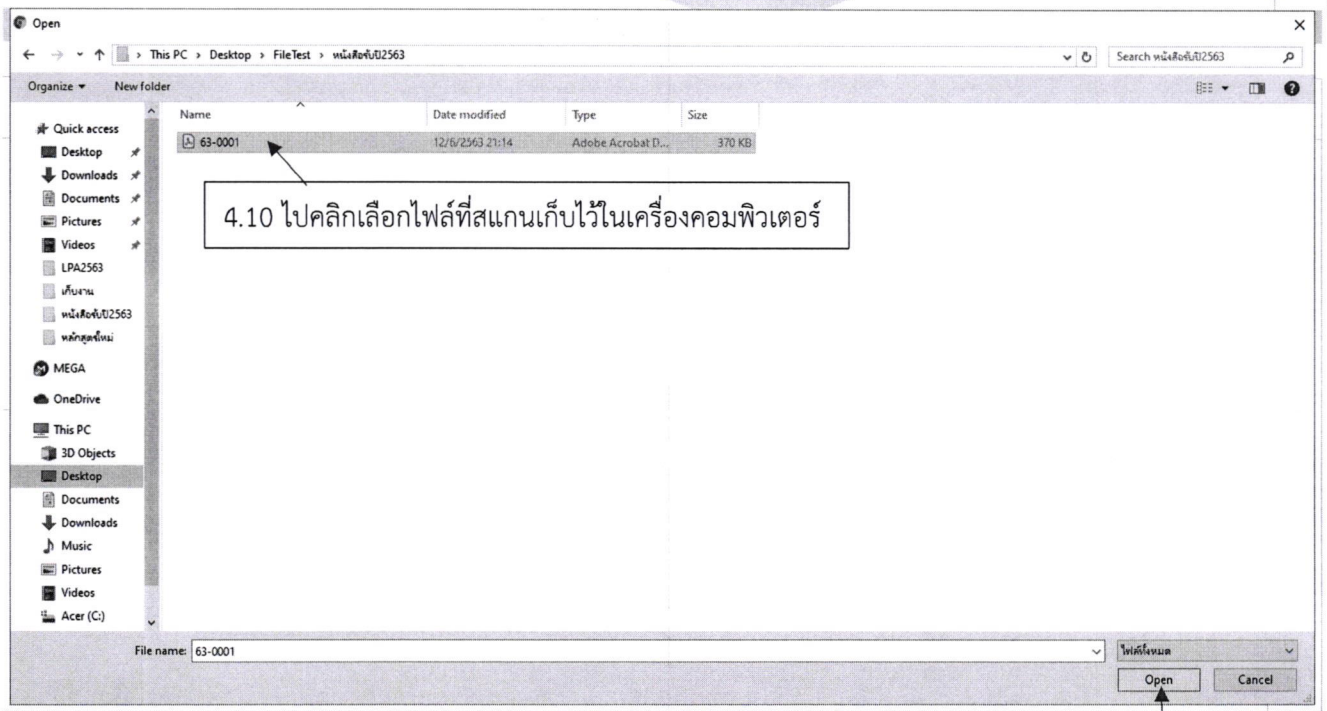 Open
This PC > Desktop > FileTest > หนังสือรับปี2563
Search หนังสือรับปี2563
Organize
New folder
Name
Date modified
Type
Size
Quick access
Desktop
Downloads
Documents
Pictures
Videos
LPA2563
เก็บงาน
หนังสือรับปี2563
หลักสูตรใหม่
MEGA
OneDrive
This PC
3D Objects
Desktop
Documents
Downloads
Music
Pictures
Videos
Acer (C:)
63-0001
12/6/2563 21:14
Adobe Acrobat D...
370 KB
4.10 ไปคลิกเลือกไฟล์ที่สแกนเก็บไว้ในเครื่องคอมพิวเตอร์
File name: 63-0001
ไฟล์ทั้งหมด
Open
Cancel